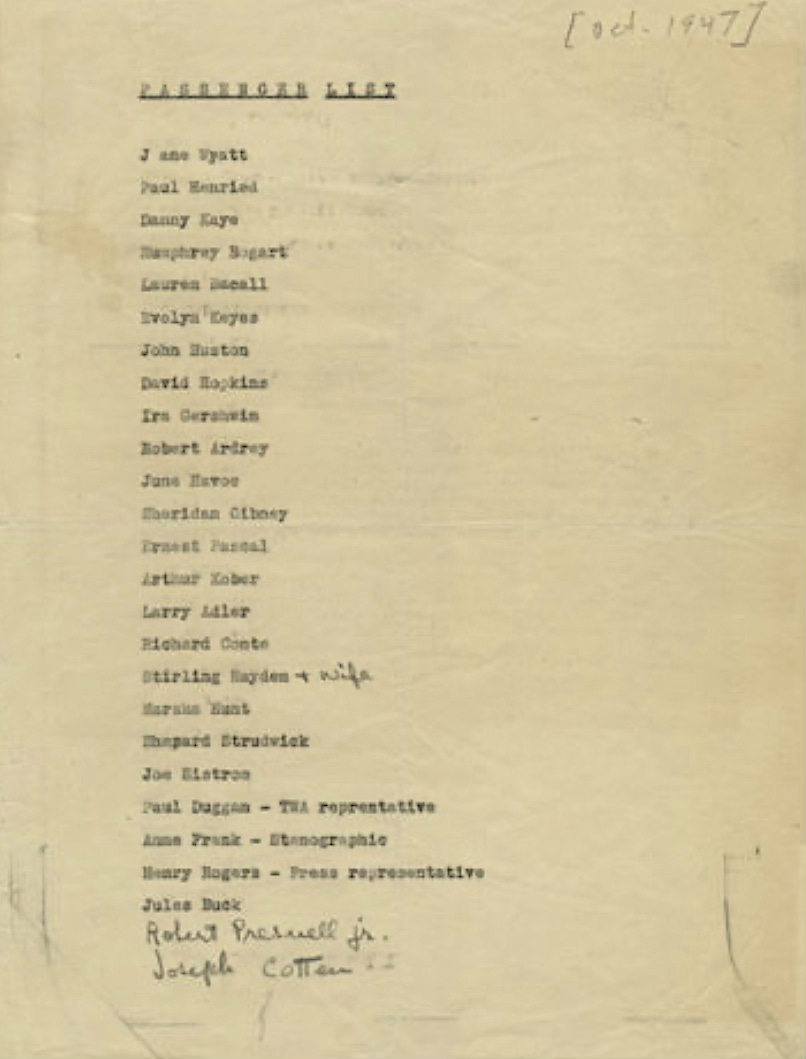 [Oct. 1947]
PASSENGER LIST
J ane Wyatt
Paul Henried
Danny Kaye
Humphrey Bogart
Lauren Bacall
Evelyn Keyes
John Huston
David Hopkins
Ira Gershwin
Robert Ardrey
June Havoc
Sheridan Gibney
Ernest Pascal
Arthur Kober
Larry Adler
Richard Conte
Stirling Hayden + wife
Marsha Hunt
Shepard Strudwick
Joe Sistrom
Paul Duggan - TWA reprentative
Anne Frank - Stenographic
Henry Rogers - Press representative
Jules Buck
Robert Presnell jr.
Joseph Cotten